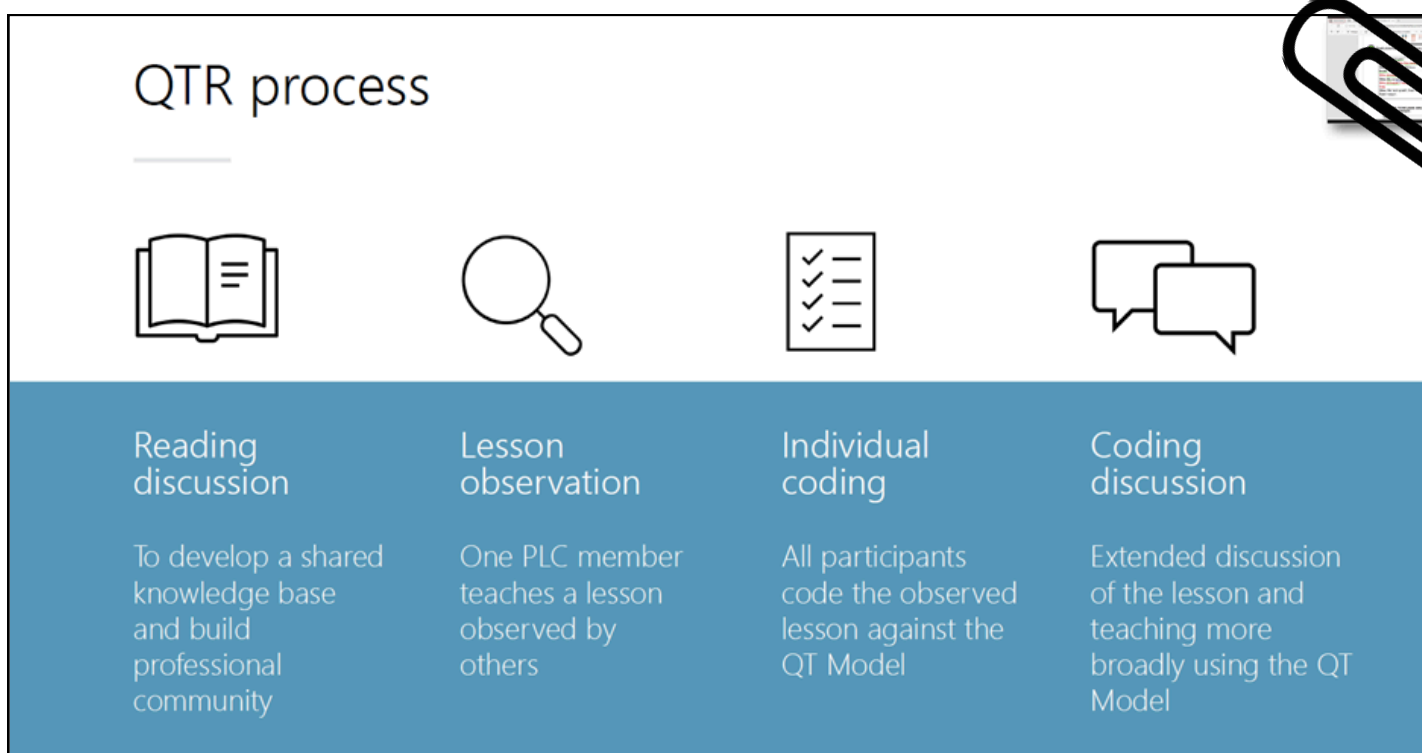 QTR process
Reading
discussion
To develop a shared
knowledge base
and build
professional
community
Lesson
observation
One PLC member
teaches a lesson
observed by
others
Individual
coding
All participants
code the observed
lesson against the
QT Model
Coding
discussion
Extended discussion
of the lesson and
teaching more
broadly using the QT
Model